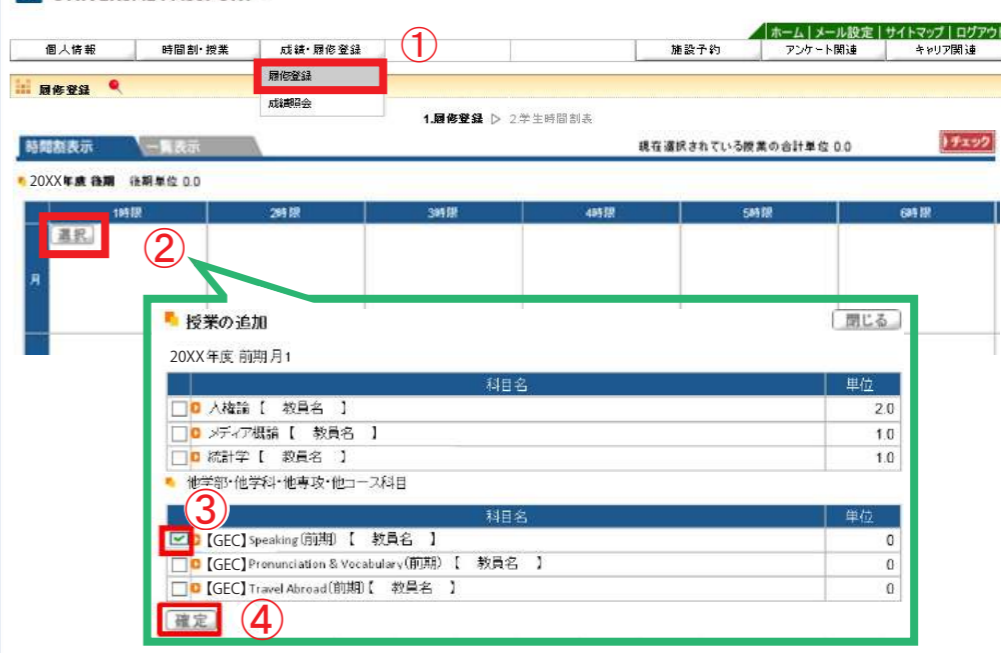 ホーム | メール設定 | サイトマップ | ログアウ
個人情報 時間割・授業 成績・履修登録 ① 施設予約 アンケート関連 キャリア関連
履修登録
履修登録
成績照会
1.履修登録 ▷ 2学生時間割表
時間割表示 一覧表示 現在選択されている授業の合計単位 0.0 チェック
20XX年度 後期 後期単位 0.0
1時限 2時限 3時限 4時限 5時限 6時限
選択
②
月
授業の追加 閉じる
20XX年度 前期 月1
科目名 単位
人権論【 教員名 】 2.0
メディア概論【 教員名 】 1.0
統計学【 教員名 】 1.0
他学部・他学科・他専攻・他コース科目
③
科目名 単位
【GEC】Speaking(前期)【 教員名 】 0
【GEC】Pronunciation & Vocabulary(前期)【 教員名 】 0
【GEC】Travel Abroad(前期)【 教員名 】 0
確定 ④